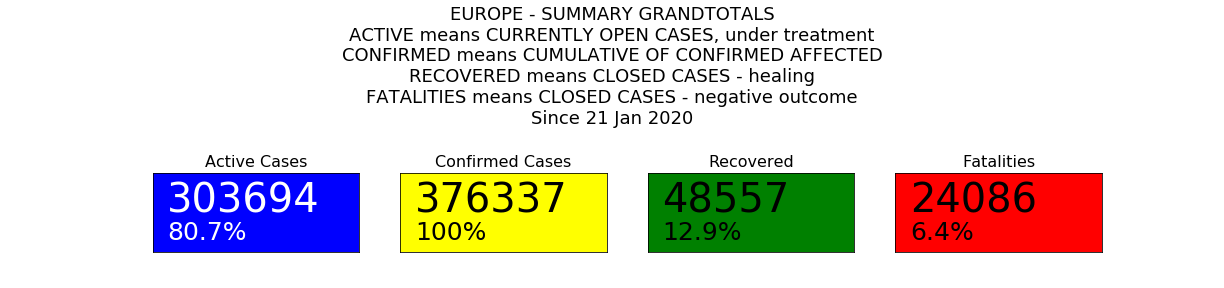 EUROPE - SUMMARY GRANDTOTALS
ACTIVE means CURRENTLY OPEN CASES, under treatment
CONFIRMED means CUMULATIVE OF CONFIRMED AFFECTED
RECOVERED means CLOSED CASES - healing
FATALITIES means CLOSED CASES - negative outcome
Since 21 Jan 2020
Active Cases
303694
80.7%
Confirmed Cases
376337
100%
Recovered
48557
12.9%
Fatalities
24086
6.4%